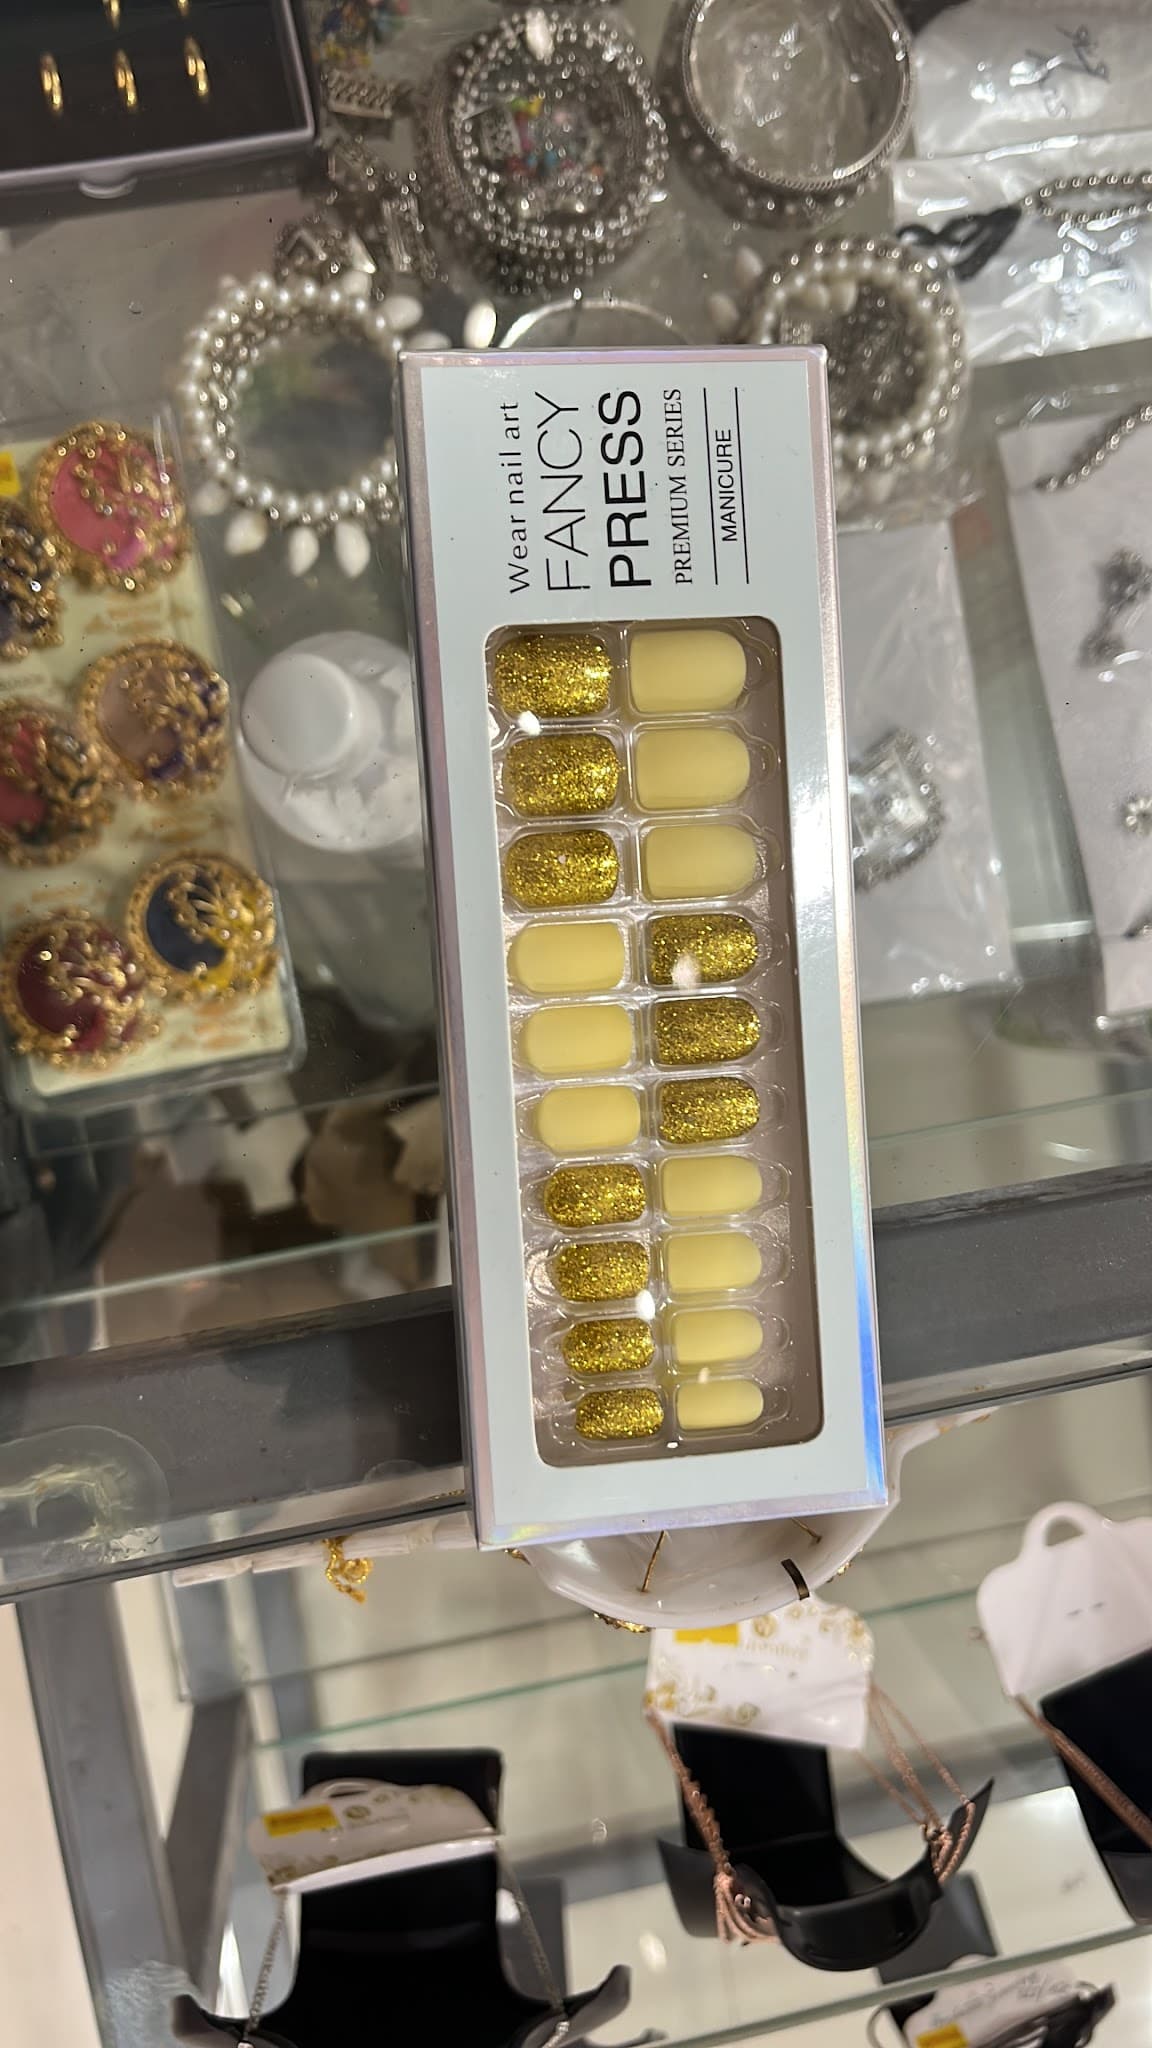 Wear nail art
FANCY
PRESS
PREMIUM SERIES
MANICURE